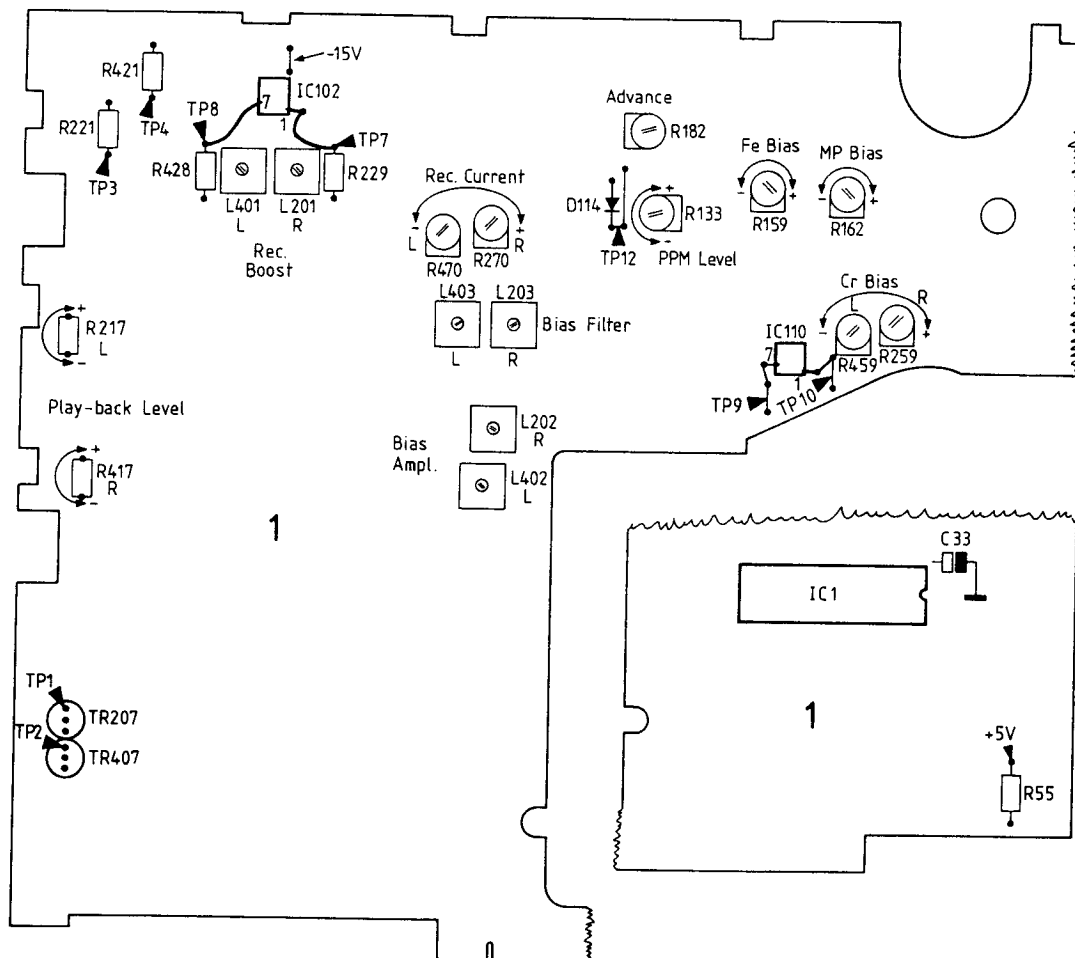 -15V
R421
IC102
7
1
TP8
TP4
R221
TP3
TP7
R428
R229
L401
L
L201
R
Rec.
Boost
Advance
R182
Fe Bias
MP Bias
- +
- +
R159
R162
Rec. Current
- +
L R
R470
R270
D114
+
R133
-
TP12
PPM Level
L403
L203
Bias Filter
L
R
Cr Bias
L R
- +
IC110
7
1
R459
R259
TP9
TP10
+
R217
L
-
Play-back Level
+
R417
R
-
Bias
Ampl.
L202
R
L402
L
1
C33
IC1
1
TP1
TR207
TP2
TR407
+5V
R55